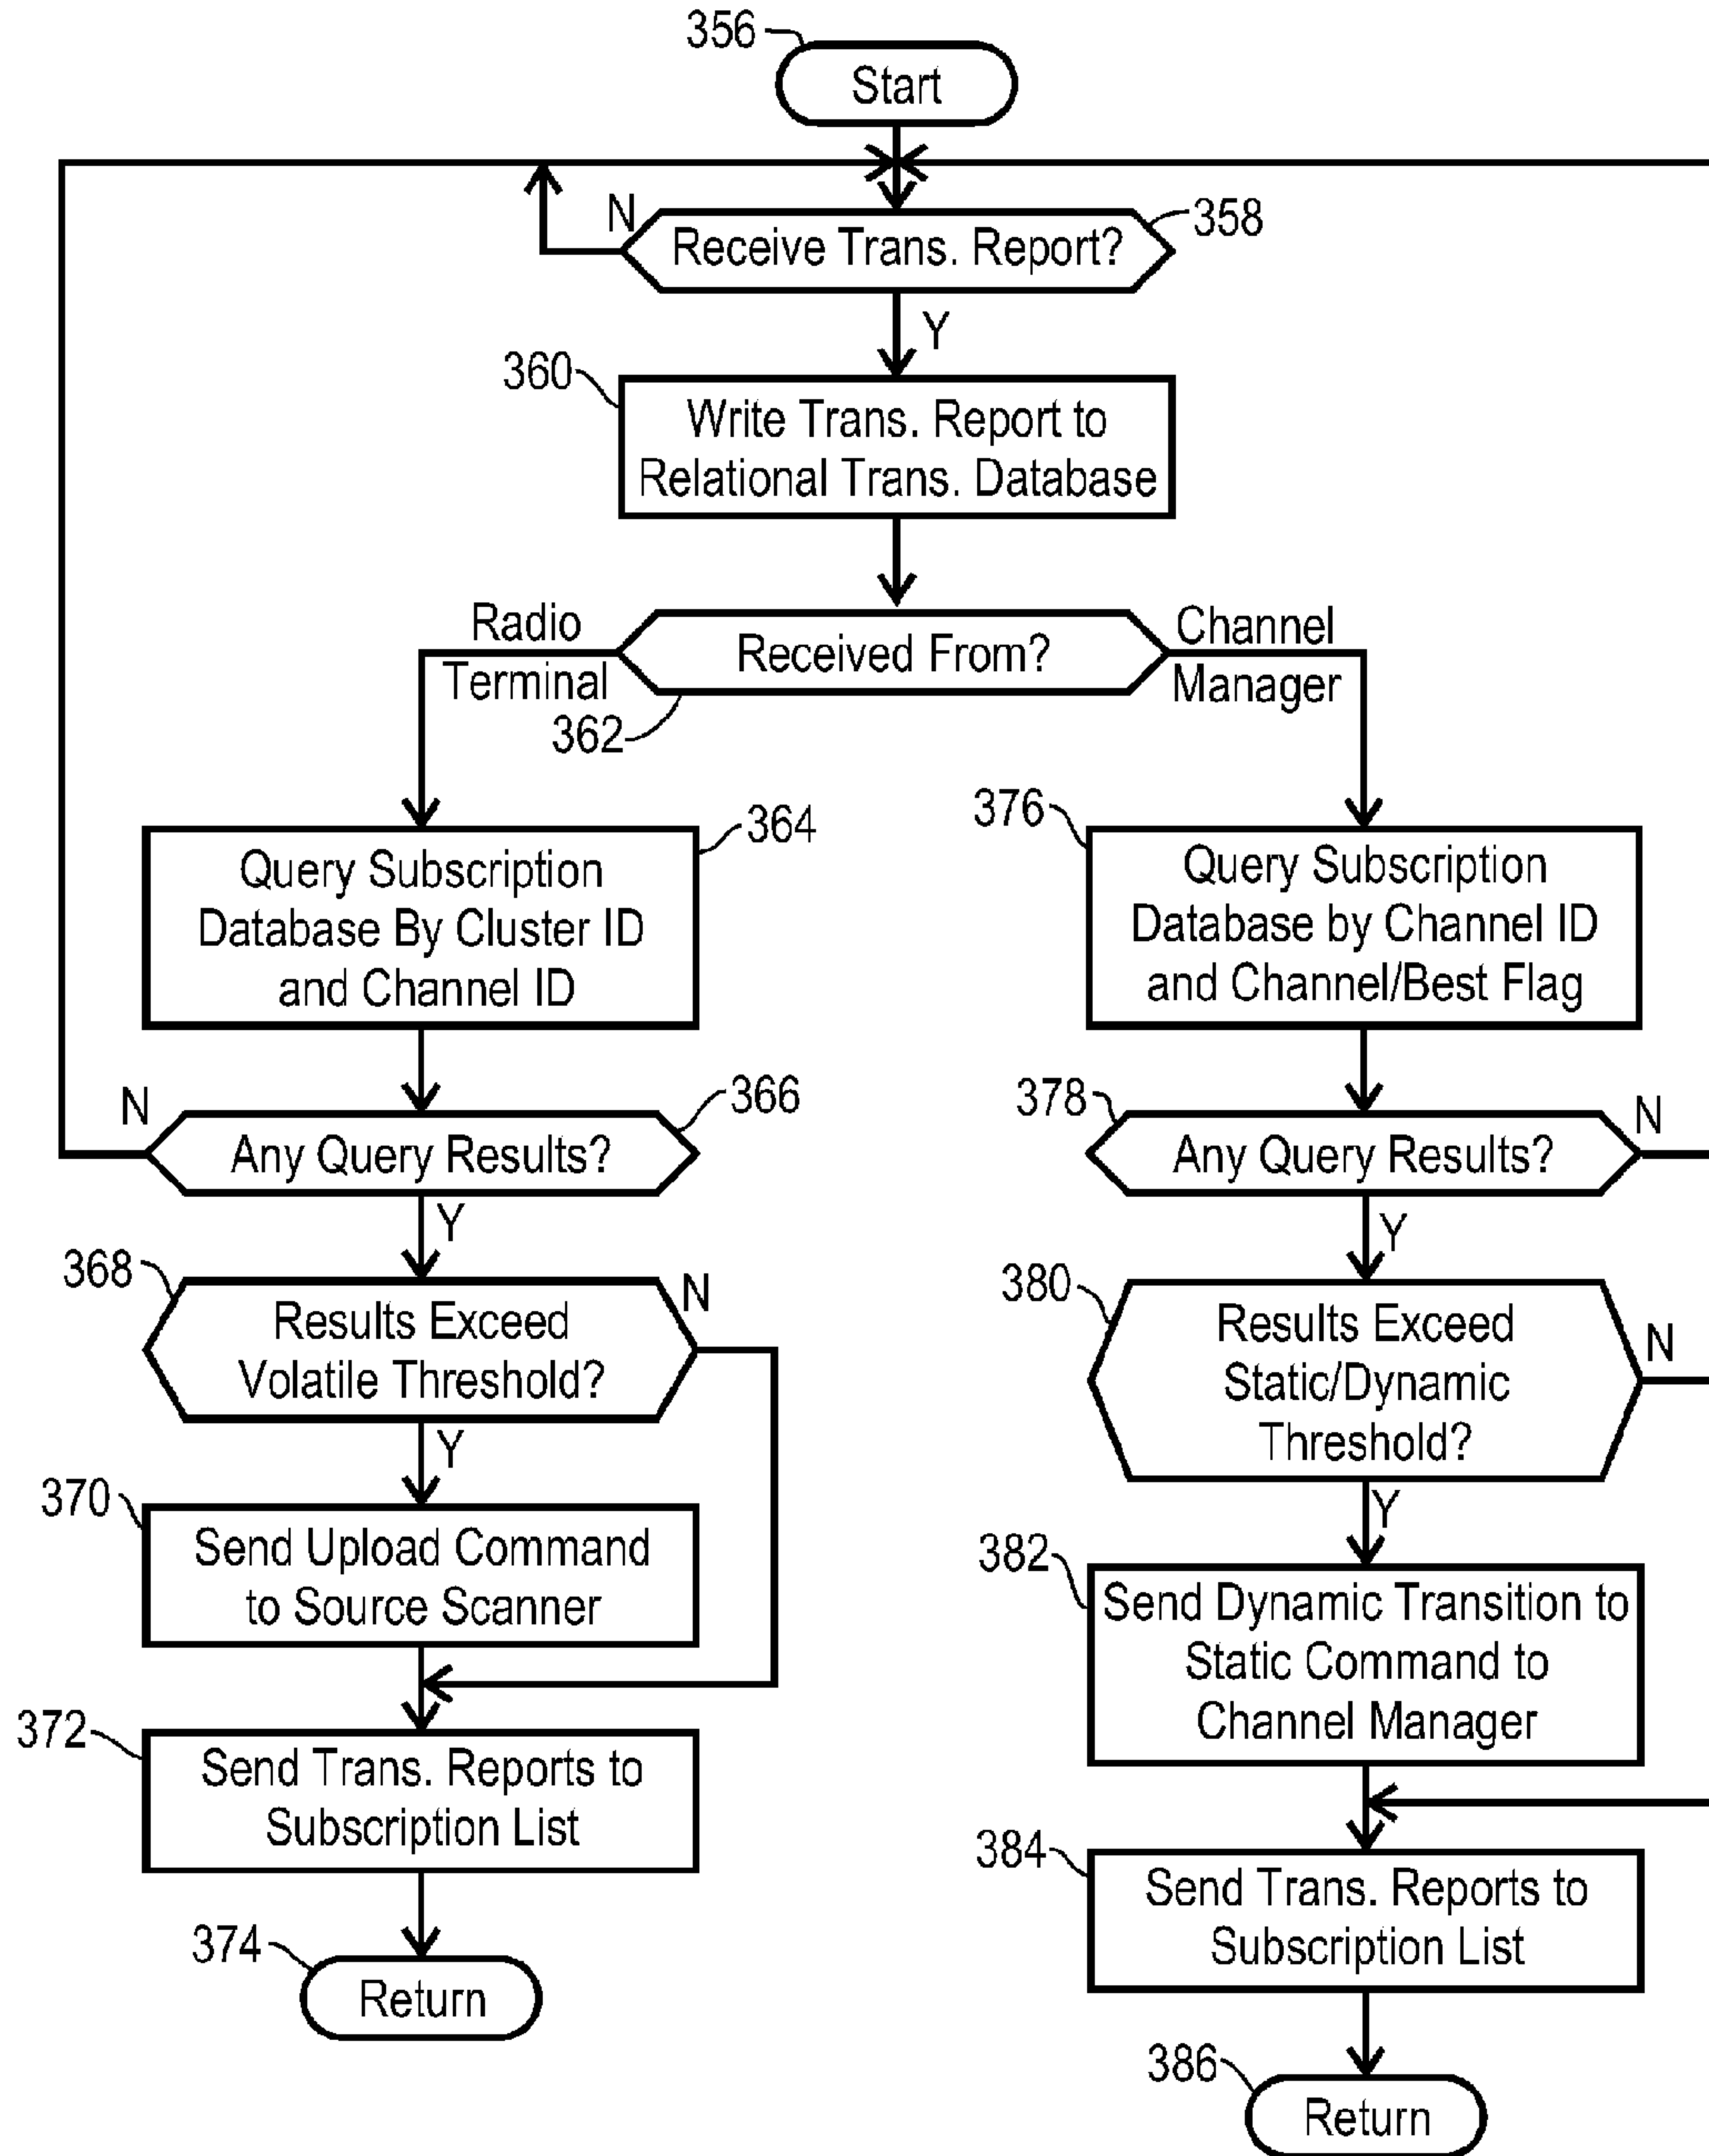 356
Start
N
Receive Trans. Report?
358
Y
360
Write Trans. Report to
Relational Trans. Database
Radio
Terminal
Received From?
362
Channel
Manager
364
Query Subscription
Database By Cluster ID
and Channel ID
N
366
Any Query Results?
Y
368
Results Exceed
Volatile Threshold?
N
Y
370
Send Upload Command
to Source Scanner
372
Send Trans. Reports to
Subscription List
374
Return
376
Query Subscription
Database by Channel ID
and Channel/Best Flag
378
Any Query Results?
N
Y
380
Results Exceed
Static/Dynamic
Threshold?
N
Y
382
Send Dynamic Transition to
Static Command to
Channel Manager
384
Send Trans. Reports to
Subscription List
386
Return